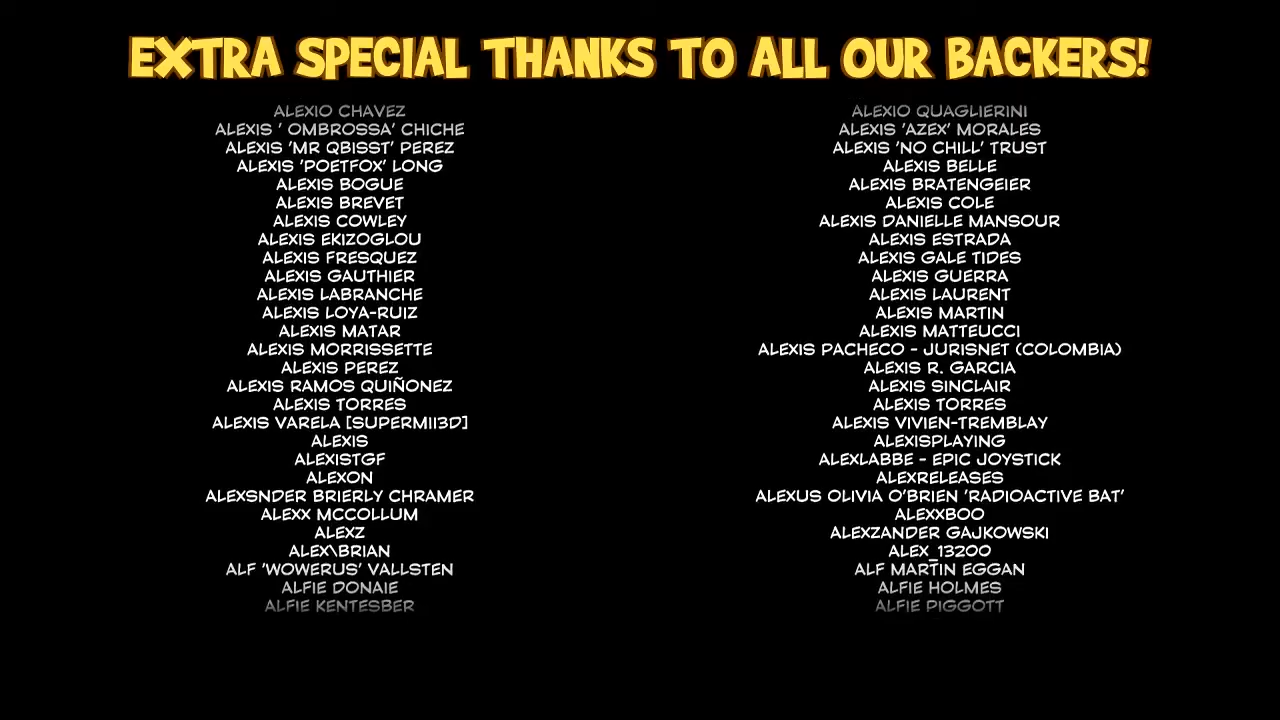 EXTRA SPECIAL THANKS TO ALL OUR BACKERS!
ALEXIO CHAVEZ
ALEXIS ' OMBROSSA' CHICHE
ALEXIS 'MR QBISST' PEREZ
ALEXIS 'POETFOX' LONG
ALEXIS BOGUE
ALEXIS BREVET
ALEXIS COWLEY
ALEXIS EKIZOGLOU
ALEXIS FRESQUEZ
ALEXIS GAUTHIER
ALEXIS LABRANCHE
ALEXIS LOYA-RUIZ
ALEXIS MATAR
ALEXIS MORRISSETTE
ALEXIS PEREZ
ALEXIS RAMOS QUIÑONEZ
ALEXIS TORRES
ALEXIS VARELA [SUPERMII3D]
ALEXIS
ALEXISTGF
ALEXON
ALEXSNDER BRIERLY CHRAMER
ALEXX MCCOLLUM
ALEXZ
ALEX\BRIAN
ALF 'WOWERUS' VALLSTEN
ALFIE DONAIE
ALFIE KENTESBER
ALEXIO QUAGLIERINI
ALEXIS 'AZEX' MORALES
ALEXIS 'NO CHILL' TRUST
ALEXIS BELLE
ALEXIS BRATENGEIER
ALEXIS COLE
ALEXIS DANIELLE MANSOUR
ALEXIS ESTRADA
ALEXIS GALE TIDES
ALEXIS GUERRA
ALEXIS LAURENT
ALEXIS MARTIN
ALEXIS MATTEUCCI
ALEXIS PACHECO - JURISNET (COLOMBIA)
ALEXIS R. GARCIA
ALEXIS SINCLAIR
ALEXIS TORRES
ALEXIS VIVIEN-TREMBLAY
ALEXISPLAYING
ALEXLABBE - EPIC JOYSTICK
ALEXRELEASES
ALEXUS OLIVIA O'BRIEN 'RADIOACTIVE BAT'
ALEXXBOO
ALEXZANDER GAJKOWSKI
ALEX_13200
ALF MARTIN EGGAN
ALFIE HOLMES
ALFIE PIGGOTT